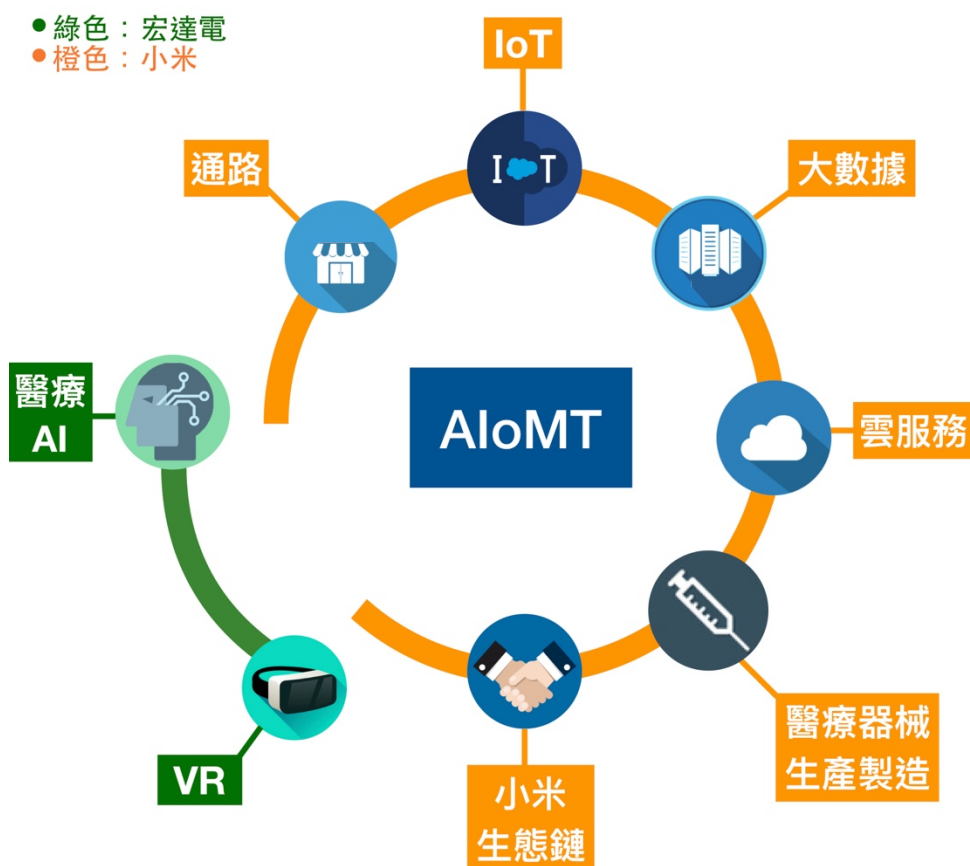 ●綠色：宏達電
●橙色：小米
IoT
通路
I T
大數據
醫療
AI
AIoMT
雲服務
醫療器械
生產製造
VR
小米
生態鏈